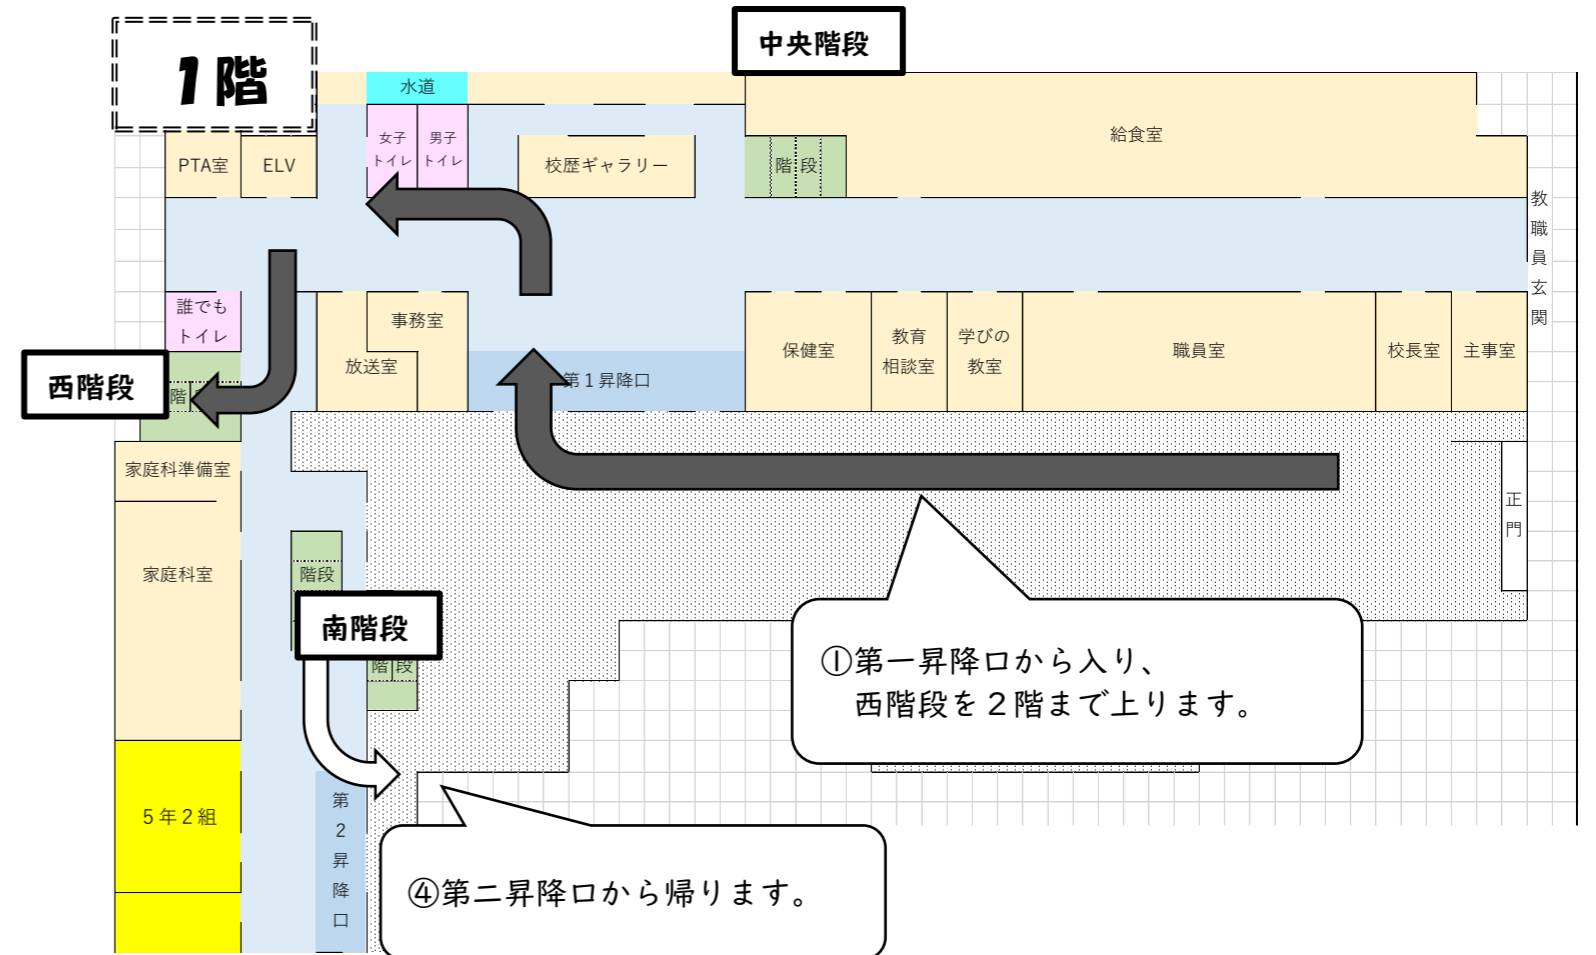 1階
中央階段
水道
女子
トイレ
男子
トイレ
PTA室
ELV
校歴ギャラリー
階段
給食室
教職員玄関
誰でも
トイレ
西階段
階
放送室
事務室
第1昇降口
保健室
教育
相談室
学びの
教室
職員室
校長室
主事室
正門
家庭科準備室
家庭科室
階段
南階段
階段
①第一昇降口から入り、
西階段を2階まで上ります。
5年2組
第2昇降口
④第二昇降口から帰ります。